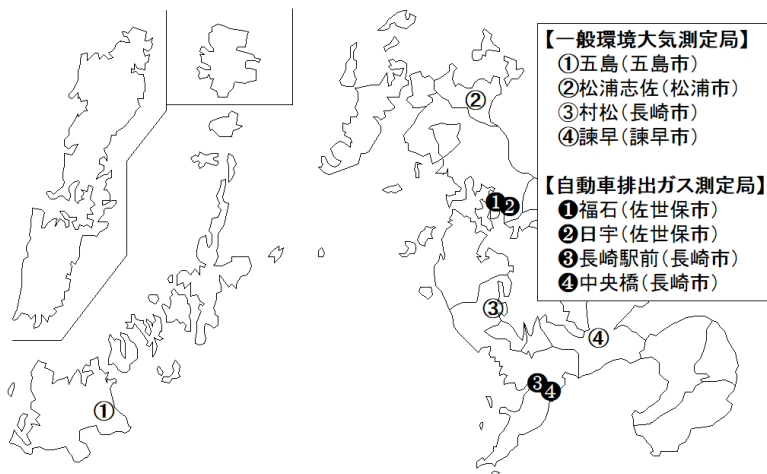 【一般環境大気測定局】
①五島(五島市)
②松浦志佐(松浦市)
③村松(長崎市)
④諫早(諫早市)
【自動車排出ガス測定局】
❶福石(佐世保市)
❷日宇(佐世保市)
❸長崎駅前(長崎市)
❹中央橋(長崎市)
②
❶❷
③
④
❸❹
①